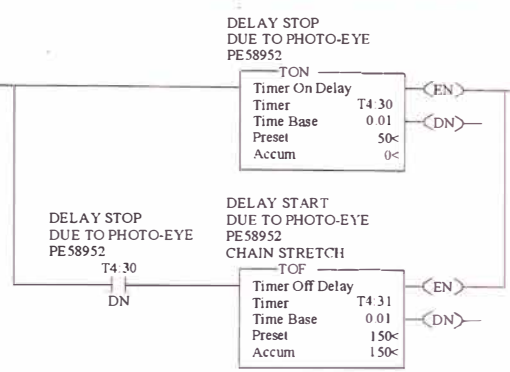 DELAY STOP
DUE TO PHOTO-EYE
PE58952
TON
Timer On Delay
Timer T4:30
Time Base 0.01
Preset 50<
Accum 0<
EN
DN
DELAY STOP
DUE TO PHOTO-EYE
PE58952
T4:30
DN
DELAY START
DUE TO PHOTO-EYE
PE58952
CHAIN STRETCH
TOF
Timer Off Delay
Timer T4:31
Time Base 0.01
Preset 150<
Accum 150<
EN
DN